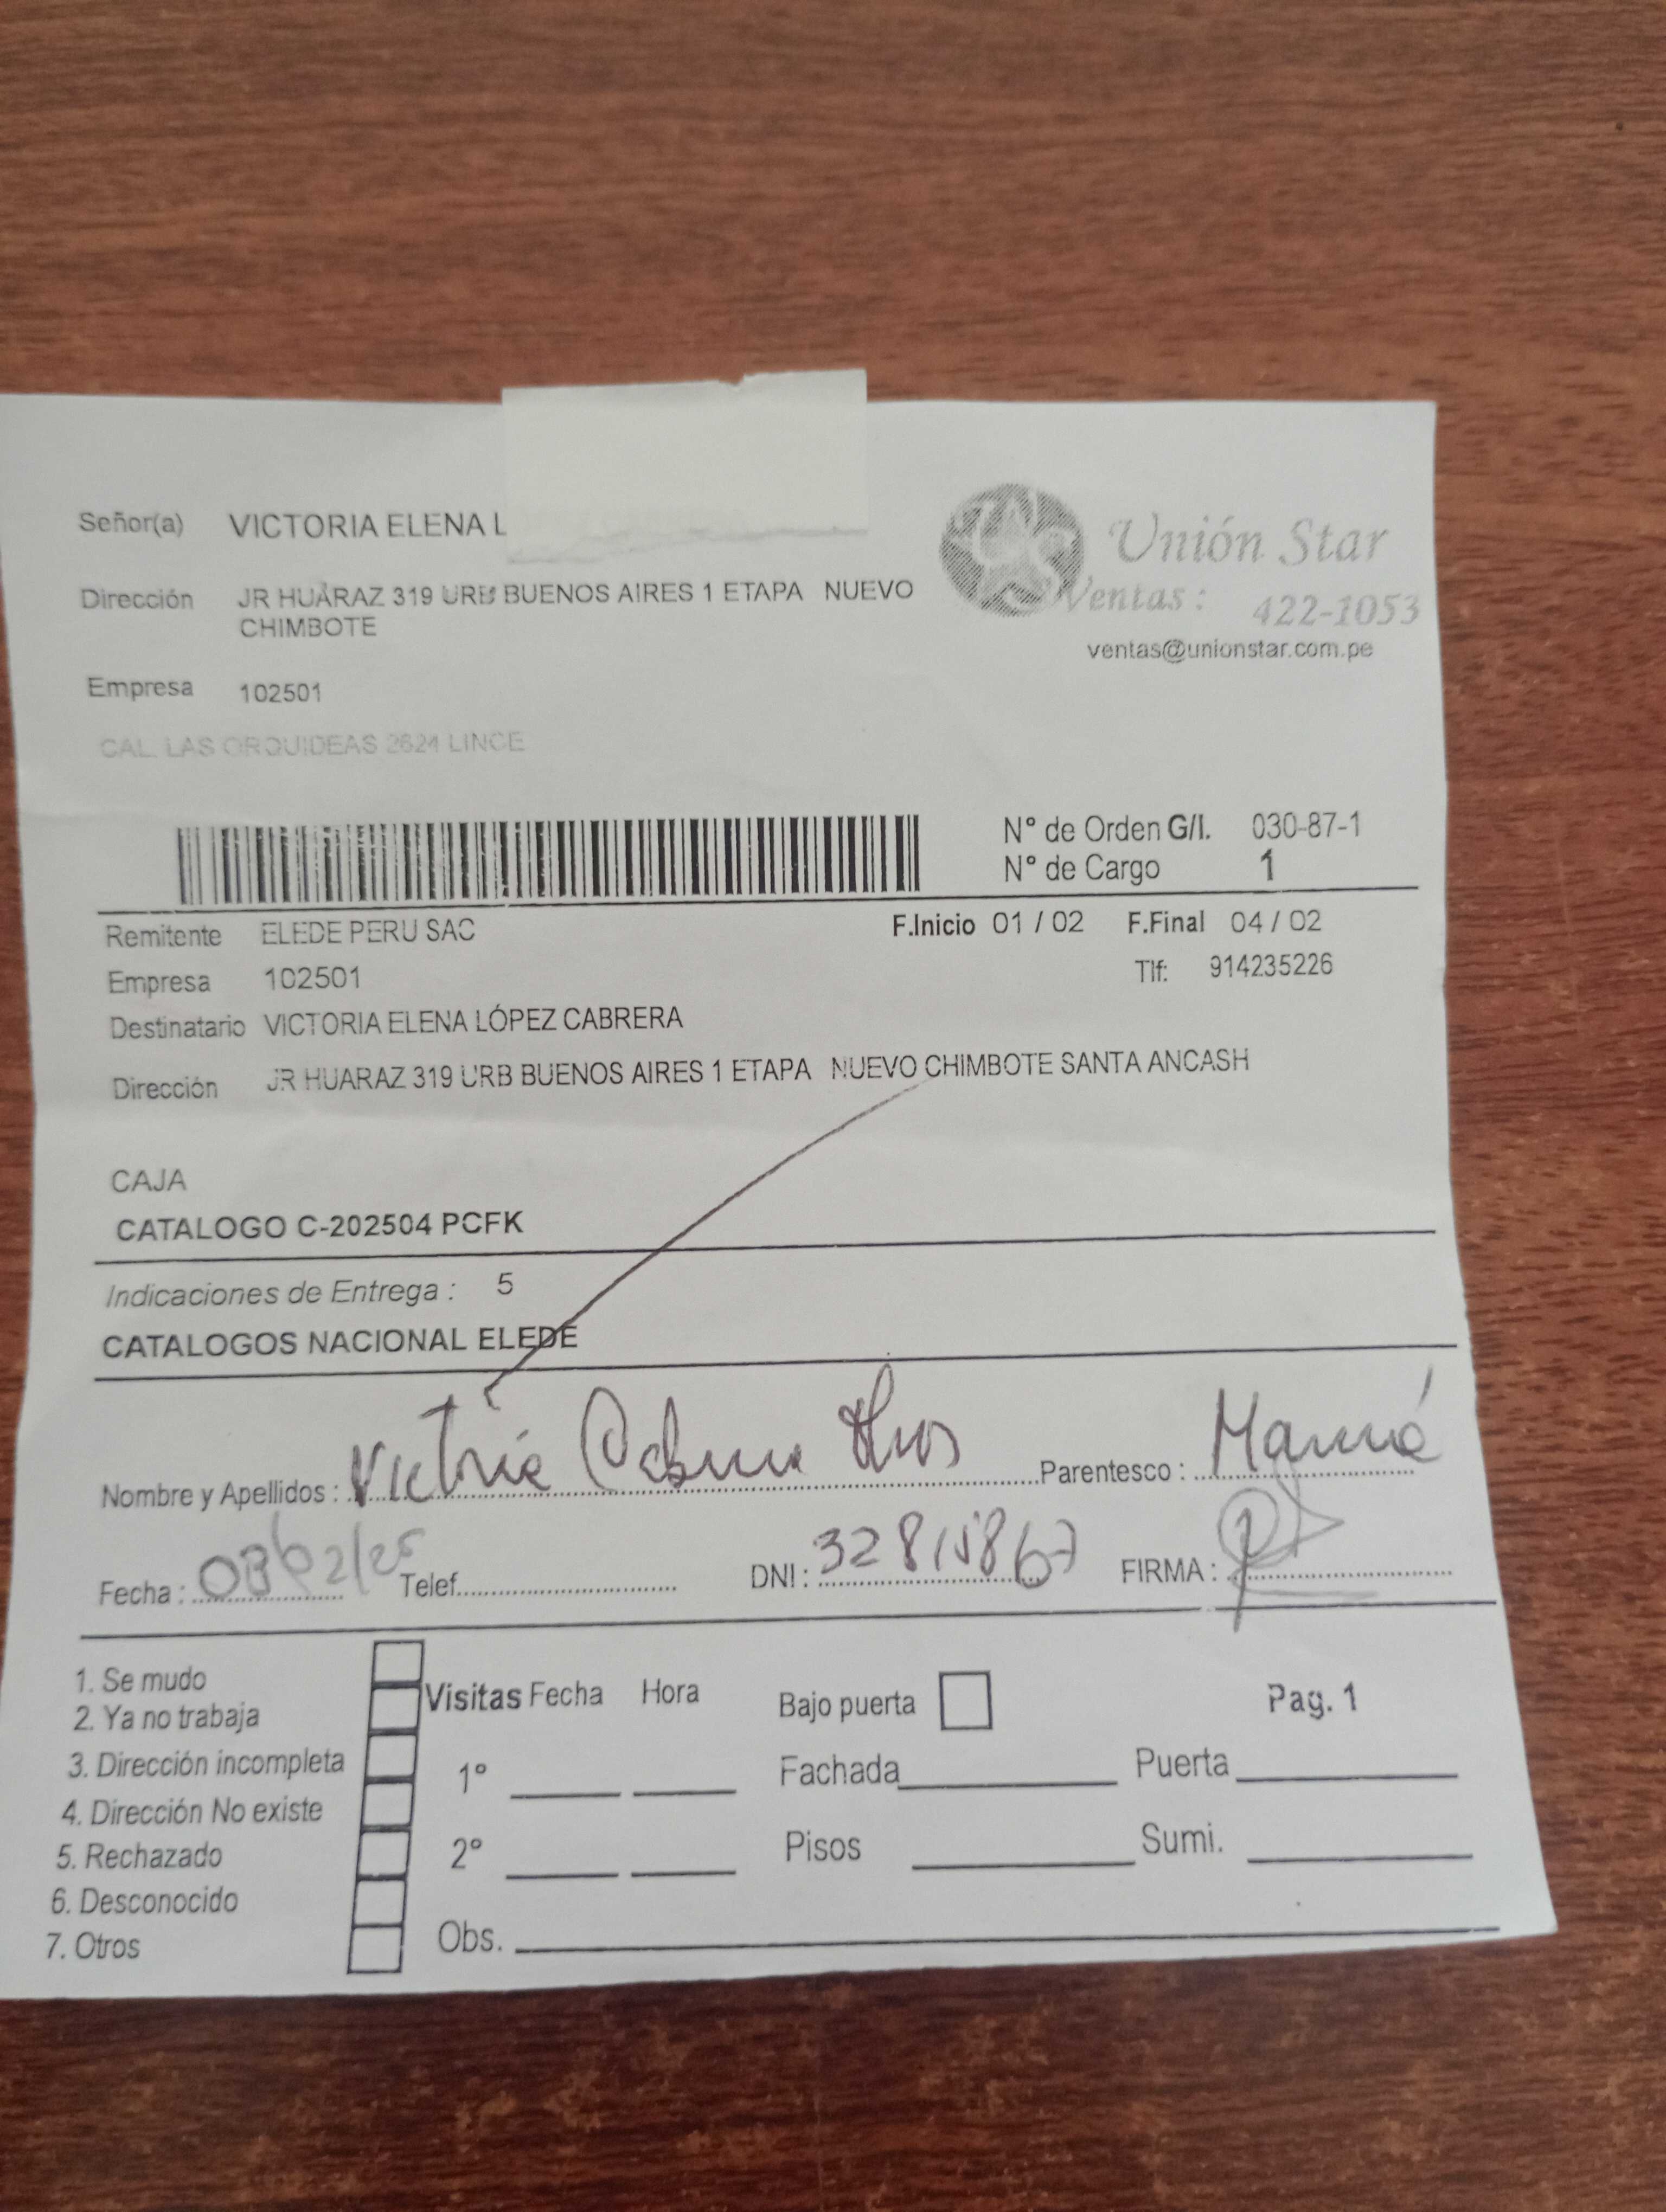 Señor(a) VICTORIA ELENA L
Unión Star
Dirección JR HUARAZ 319 URB BUENOS AIRES 1 ETAPA NUEVO
CHIMBOTE
Ventas : 422-1053
ventas@unionstar.com.pe
Empresa 102501
CAL. LAS ORQUIDEAS 2624 LINCE
N° de Orden G/I. 030-87-1
N° de Cargo 1
Remitente ELEDE PERU SAC F.Inicio 01 / 02 F.Final 04 / 02
Empresa 102501 Tlf: 914235226
Destinatario VICTORIA ELENA LÓPEZ CABRERA
Dirección JR HUARAZ 319 URB BUENOS AIRES 1 ETAPA NUEVO CHIMBOTE SANTA ANCASH
CAJA
CATALOGO C-202504 PCFK
Indicaciones de Entrega : 5
CATALOGOS NACIONAL ELEDE
Nombre y Apellidos : Victoria Cabrera Parentesco : Mamá
Fecha : 03/02/25 Telef. DNI : 32815867 FIRMA :
1. Se mudo
2. Ya no trabaja
3. Dirección incompleta
4. Dirección No existe
5. Rechazado
6. Desconocido
7. Otros
Visitas Fecha Hora Bajo puerta Pag. 1
1° Fachada Puerta
2° Pisos Sumi.
Obs.